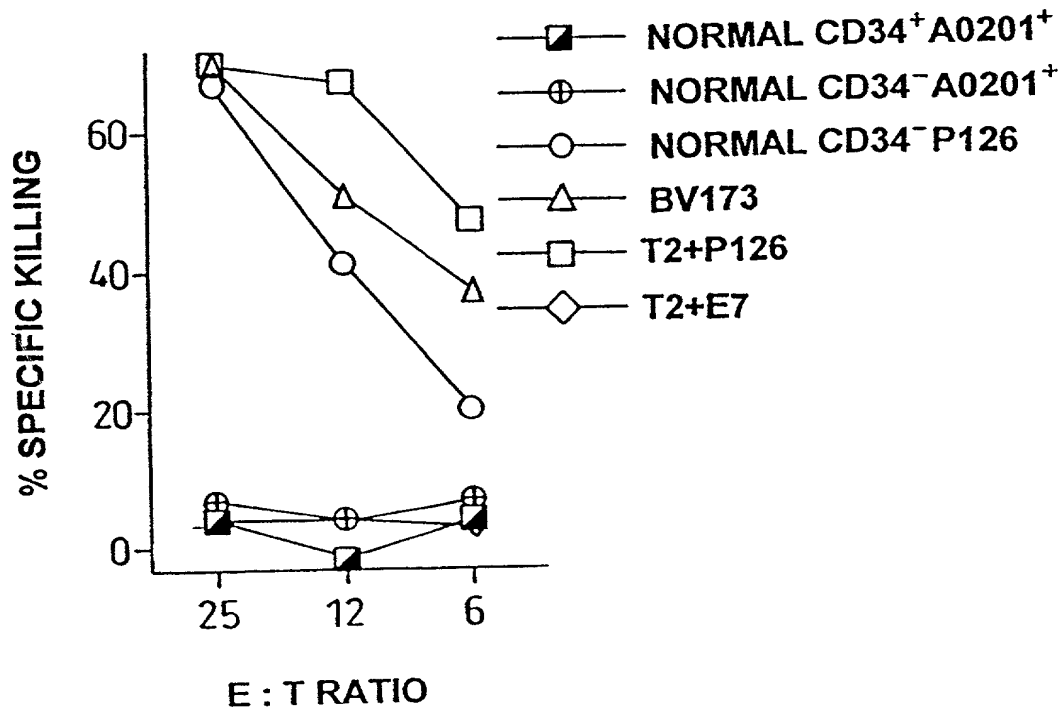 NORMAL CD34⁺A0201⁺
NORMAL CD34⁻A0201⁺
NORMAL CD34⁻P126
BV173
T2+P126
T2+E7
% SPECIFIC KILLING
60
40
20
0
25 12 6
E : T RATIO